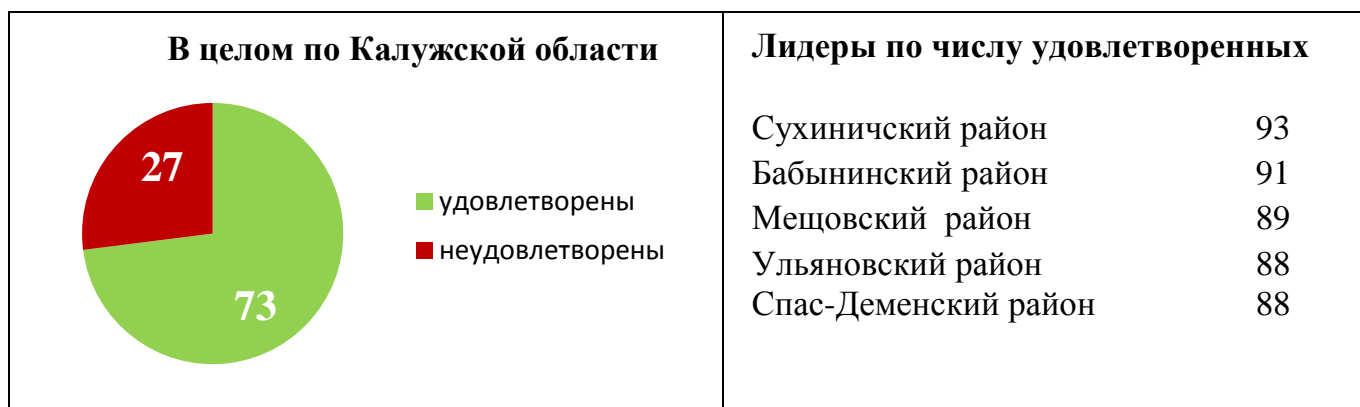 В целом по Калужской области
27
73
удовлетворены
неудовлетворены
Лидеры по числу удовлетворенных
Сухиничский район 93
Бабынинский район 91
Мещовский район 89
Ульяновский район 88
Спас-Деменский район 88